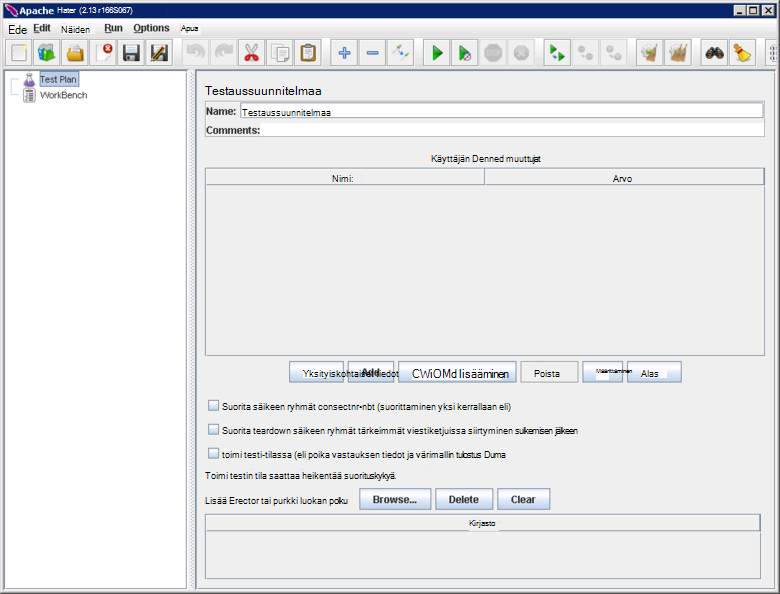 Apache Hater (2.13 r1665067)
Ede Edit Näiden Run Options Apua
Test Plan
WorkBench
Testaussuunnitelmaa
Name: Testaussuunnitelmaa
Comments:
Käyttäjän Denned muuttujat
Nimi: Arvo
Yksityiskohtaiset tiedot Add CWiOMd lisääminen Poista Määrittäminen Alas
Suorita säikeen ryhmät consectnr•nbt (suorittaminen yksi kerrallaan eli)
Suorita teardown säikeen ryhmät tärkeimmät viestiketjuissa siirtyminen sulkemisen jälkeen
toimi testi-tilassa (eli poika vastauksen tiedot ja värimallin tulostus Duma
Toimi testin tila saattaa heikentää suorituskykyä.
Lisää Erector tai purkki luokan polku Browse... Delete Clear
Kirjasto